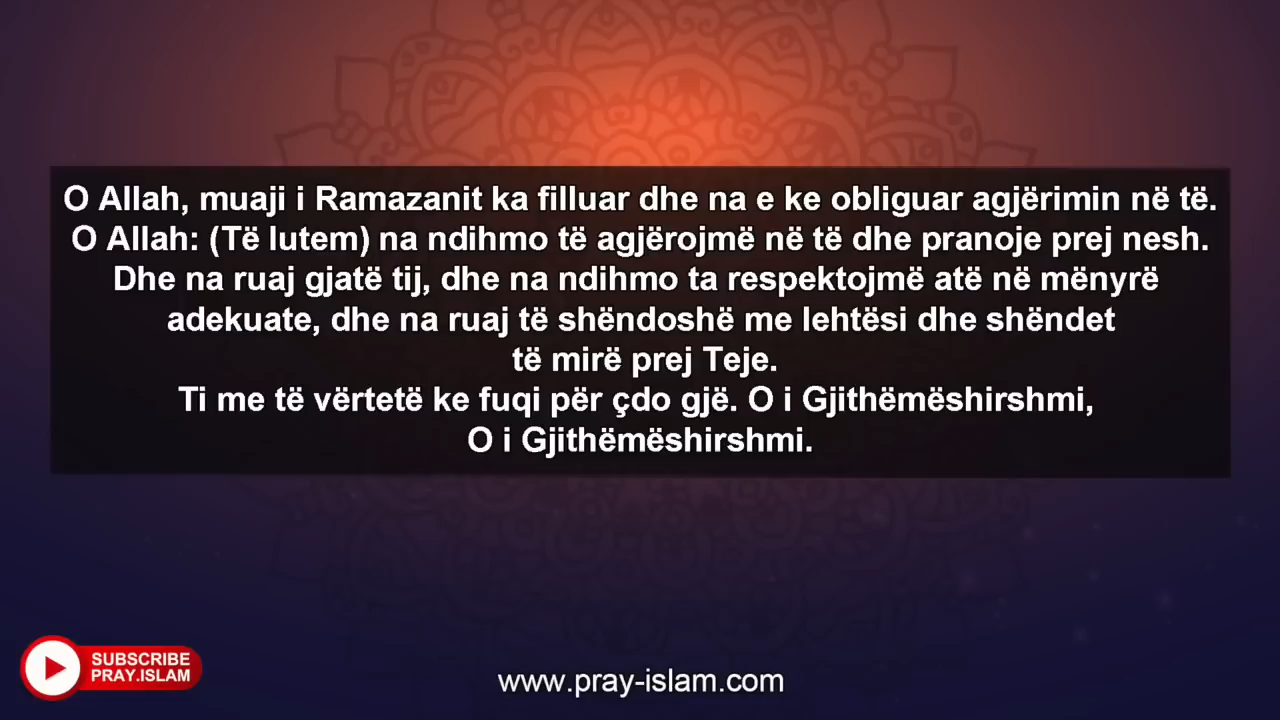 O Allah, muaji i Ramazanit ka filluar dhe na e ke obliguar agjërimin në të.
O Allah: (Të lutem) na ndihmo të agjërojmë në të dhe pranoje prej nesh.
Dhe na ruaj gjatë tij, dhe na ndihmo ta respektojmë atë në mënyrë
adekuate, dhe na ruaj të shëndoshë me lehtësi dhe shëndet
të mirë prej Teje.
Ti me të vërtetë ke fuqi për çdo gjë. O i Gjithëmëshirshmi,
O i Gjithëmëshirshmi.
SUBSCRIBE
PRAY.ISLAM
www.pray-islam.com